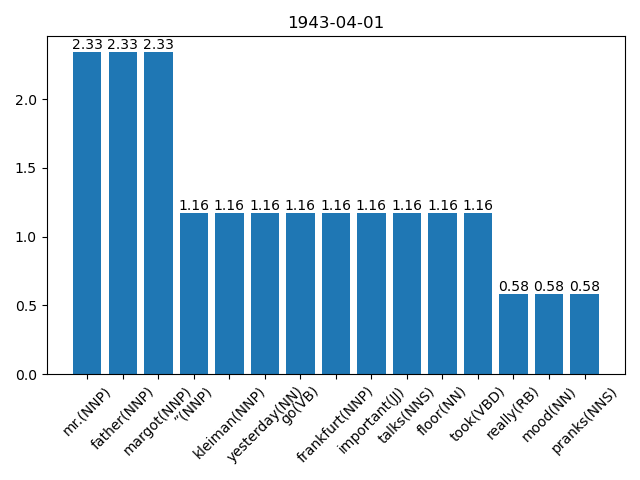 1943-04-01
2.33 2.33 2.33
1.16 1.16 1.16 1.16 1.16 1.16 1.16 1.16 1.16
0.58 0.58 0.58
2.0
1.5
1.0
0.5
0.0
mr.(NNP)
father(NNP)
margot(NNP)
“(NNP)
kleiman(NNP)
yesterday(NN)
go(VB)
frankfurt(NNP)
important(JJ)
talks(NNS)
floor(NN)
took(VBD)
really(RB)
mood(NN)
pranks(NNS)